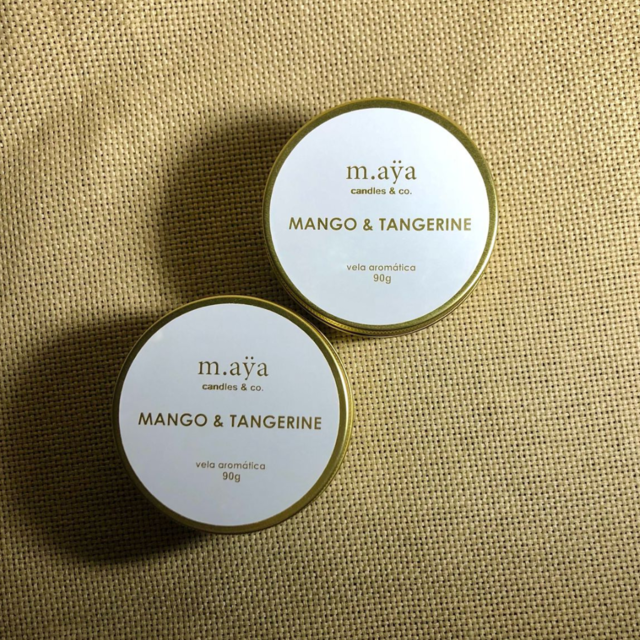 m.aÿa
candles & co.
MANGO & TANGERINE
vela aromática
90g
m.aÿa
candles & co.
MANGO & TANGERINE
vela aromática
90g